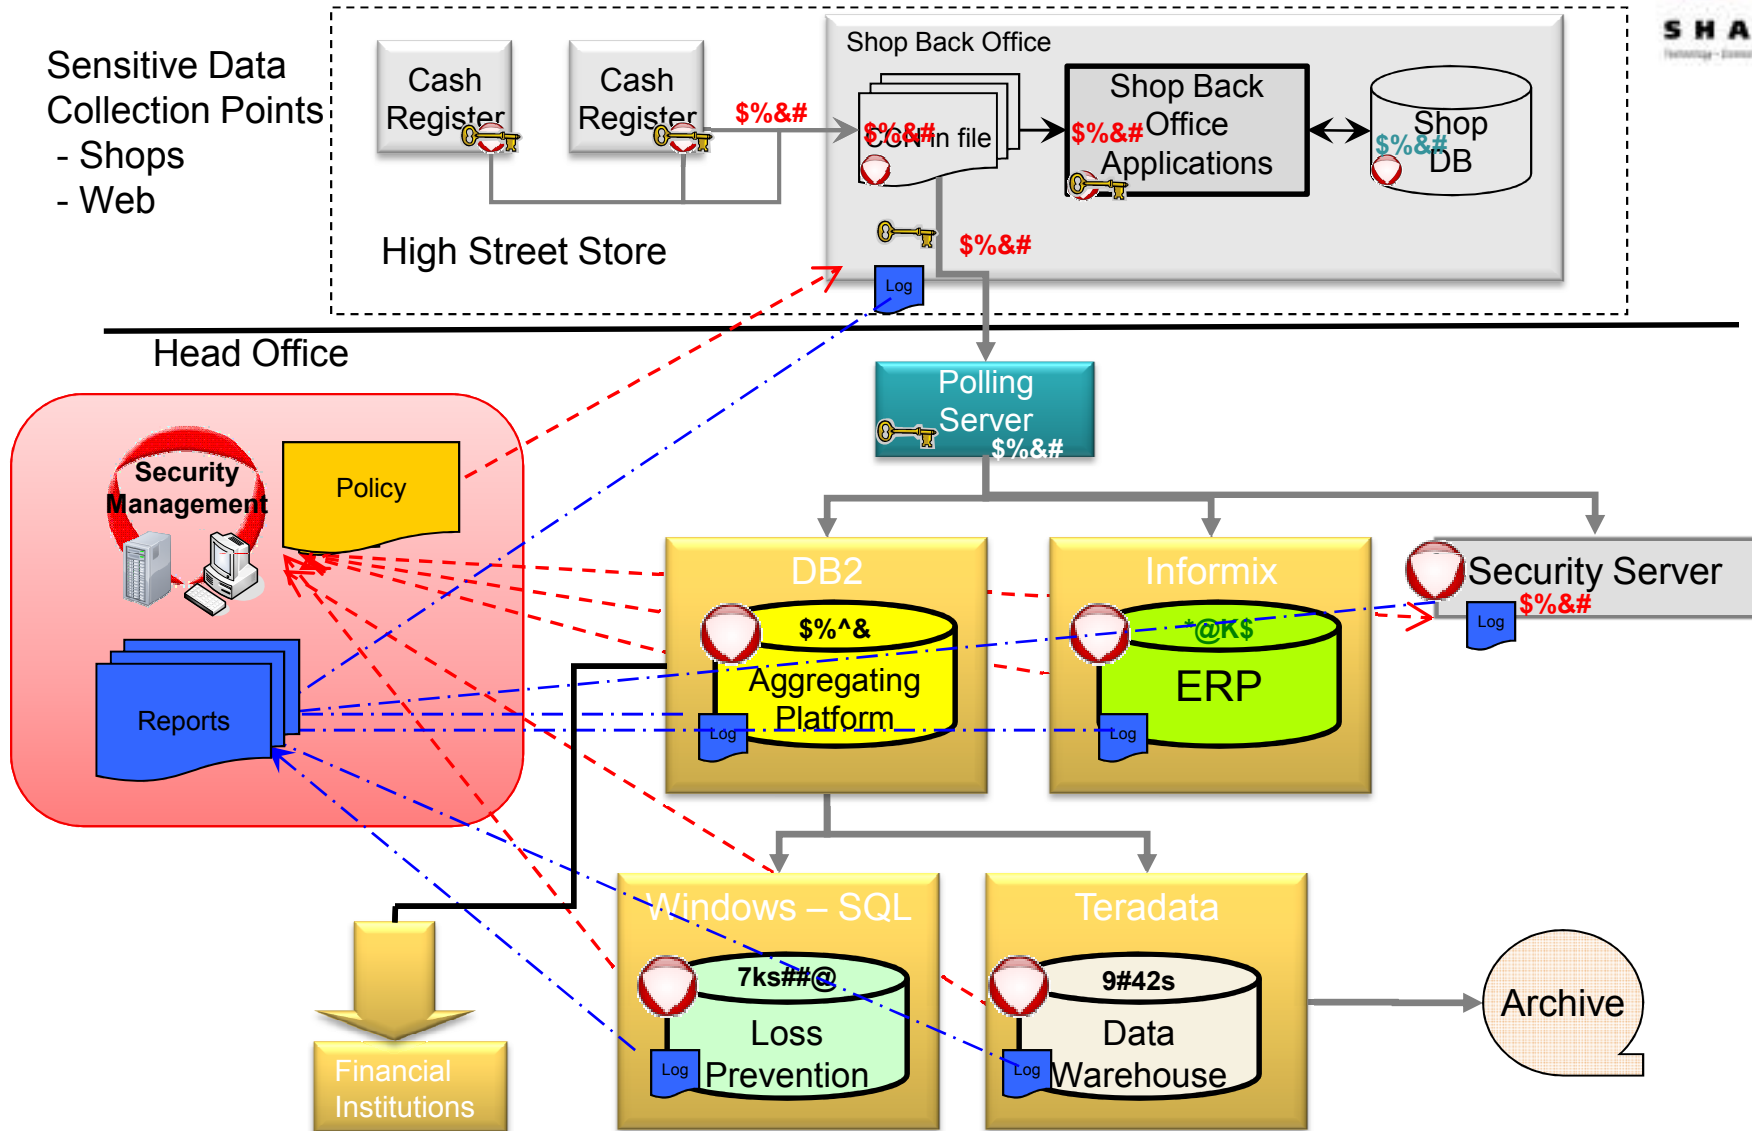 Sensitive Data
Collection Points
- Shops
- Web
S H A
Cash
Register
Cash
Register
$%&#
Shop Back Office
$%&#
CCN in file
Shop Back
Office
Applications
$%&#
Shop
DB
$%&#
$%&#
High Street Store
Log
Head Office
Polling
Server
$%&#
Security
Management
Policy
Reports
DB2
$%^&
Aggregating
Platform
Log
Informix
*@K$
ERP
Log
Security Server
$%&#
Log
Windows – SQL
7ks##@
Loss
Prevention
Log
Teradata
9#42s
Data
Warehouse
Log
Archive
Financial
Institutions